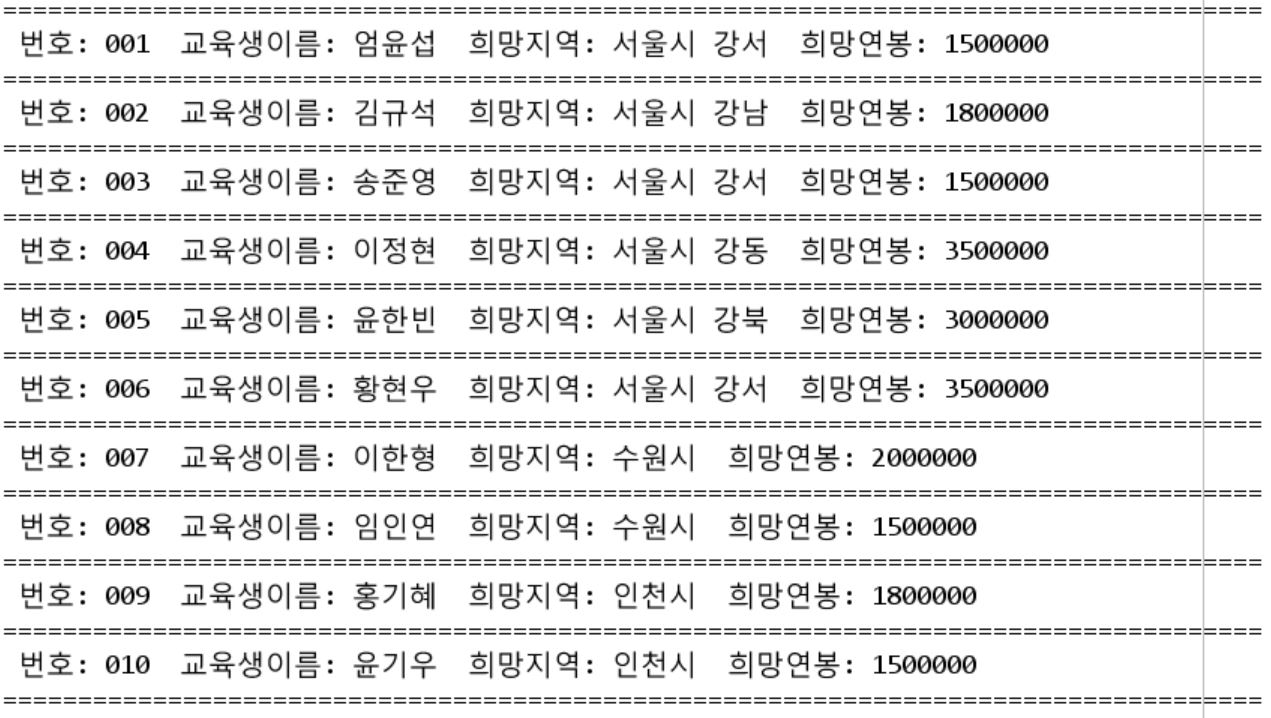 번호: 001 교육생이름: 엄윤섭 희망지역: 서울시 강서 희망연봉: 1500000
번호: 002 교육생이름: 김규석 희망지역: 서울시 강남 희망연봉: 1800000
번호: 003 교육생이름: 송준영 희망지역: 서울시 강서 희망연봉: 1500000
번호: 004 교육생이름: 이정현 희망지역: 서울시 강동 희망연봉: 3500000
번호: 005 교육생이름: 윤한빈 희망지역: 서울시 강북 희망연봉: 3000000
번호: 006 교육생이름: 황현우 희망지역: 서울시 강서 희망연봉: 3500000
번호: 007 교육생이름: 이한형 희망지역: 수원시 희망연봉: 2000000
번호: 008 교육생이름: 임인연 희망지역: 수원시 희망연봉: 1500000
번호: 009 교육생이름: 홍기혜 희망지역: 인천시 희망연봉: 1800000
번호: 010 교육생이름: 윤기우 희망지역: 인천시 희망연봉: 1500000